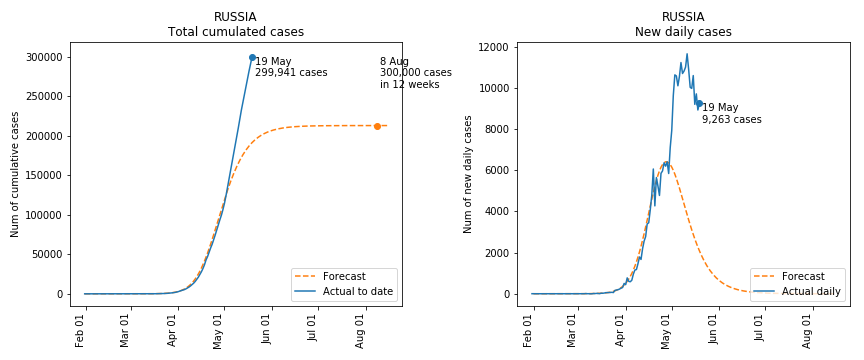 RUSSIA
Total cumulated cases
Num of cumulative cases
300000
250000
200000
150000
100000
50000
0
19 May
299,941 cases
8 Aug
300,000 cases
in 12 weeks
Forecast
Actual to date
Feb 01
Mar 01
Apr 01
May 01
Jun 01
Jul 01
Aug 01
RUSSIA
New daily cases
Num of new daily cases
12000
10000
8000
6000
4000
2000
0
19 May
9,263 cases
Forecast
Actual daily
Feb 01
Mar 01
Apr 01
May 01
Jun 01
Jul 01
Aug 01